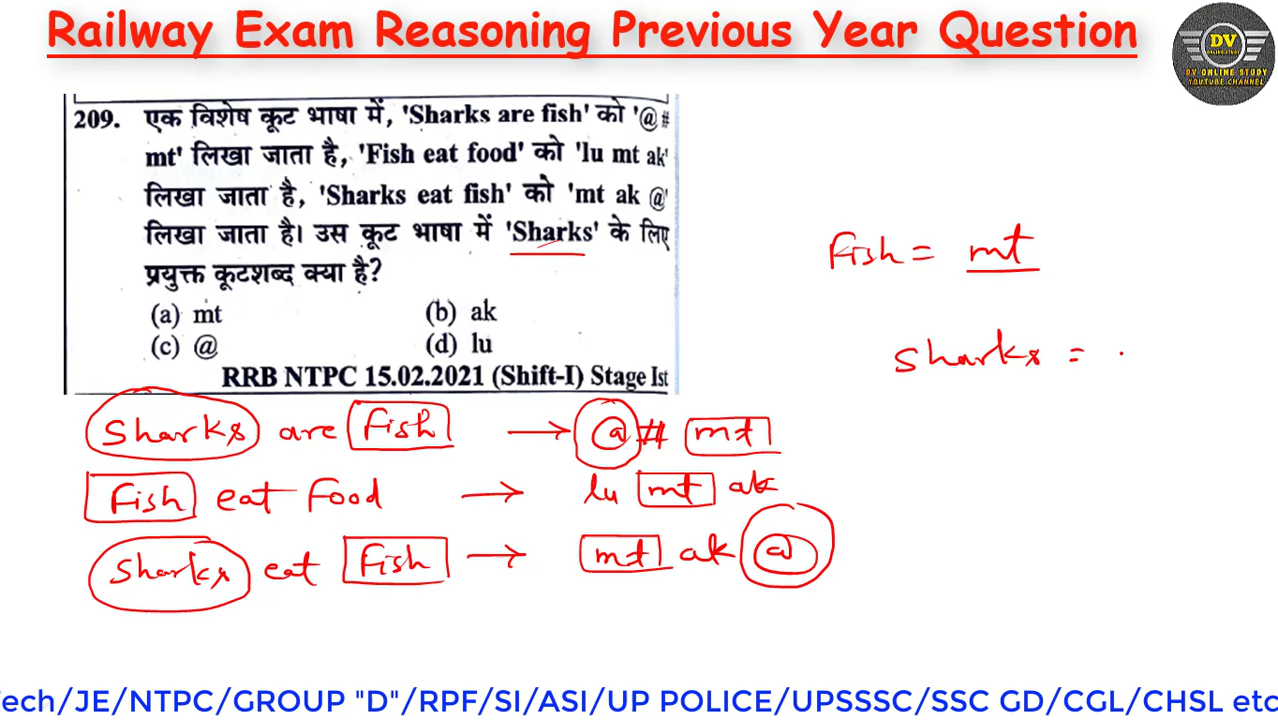 Railway Exam Reasoning Previous Year Question
DV
ONLINE STUDY
DV ONLINE STUDY
YOUTUBE CHANNEL
209. एक विशेष कूट भाषा में, 'Sharks are fish' को '@#
mt' लिखा जाता है, 'Fish eat food' को 'lu mt ak'
लिखा जाता है, 'Sharks eat fish' को 'mt ak @'
लिखा जाता है। उस कूट भाषा में 'Sharks' के लिए
प्रयुक्त कूटशब्द क्या है?
(a) mt (b) ak
(c) @ (d) lu
RRB NTPC 15.02.2021 (Shift-I) Stage Ist
Fish = mt
Sharks =
Sharks are Fish → @ # mt
Fish eat Food → lu mt ak
Sharks eat Fish → mt ak @
Tech/JE/NTPC/GROUP "D"/RPF/SI/ASI/UP POLICE/UPSSSC/SSC GD/CGL/CHSL etc